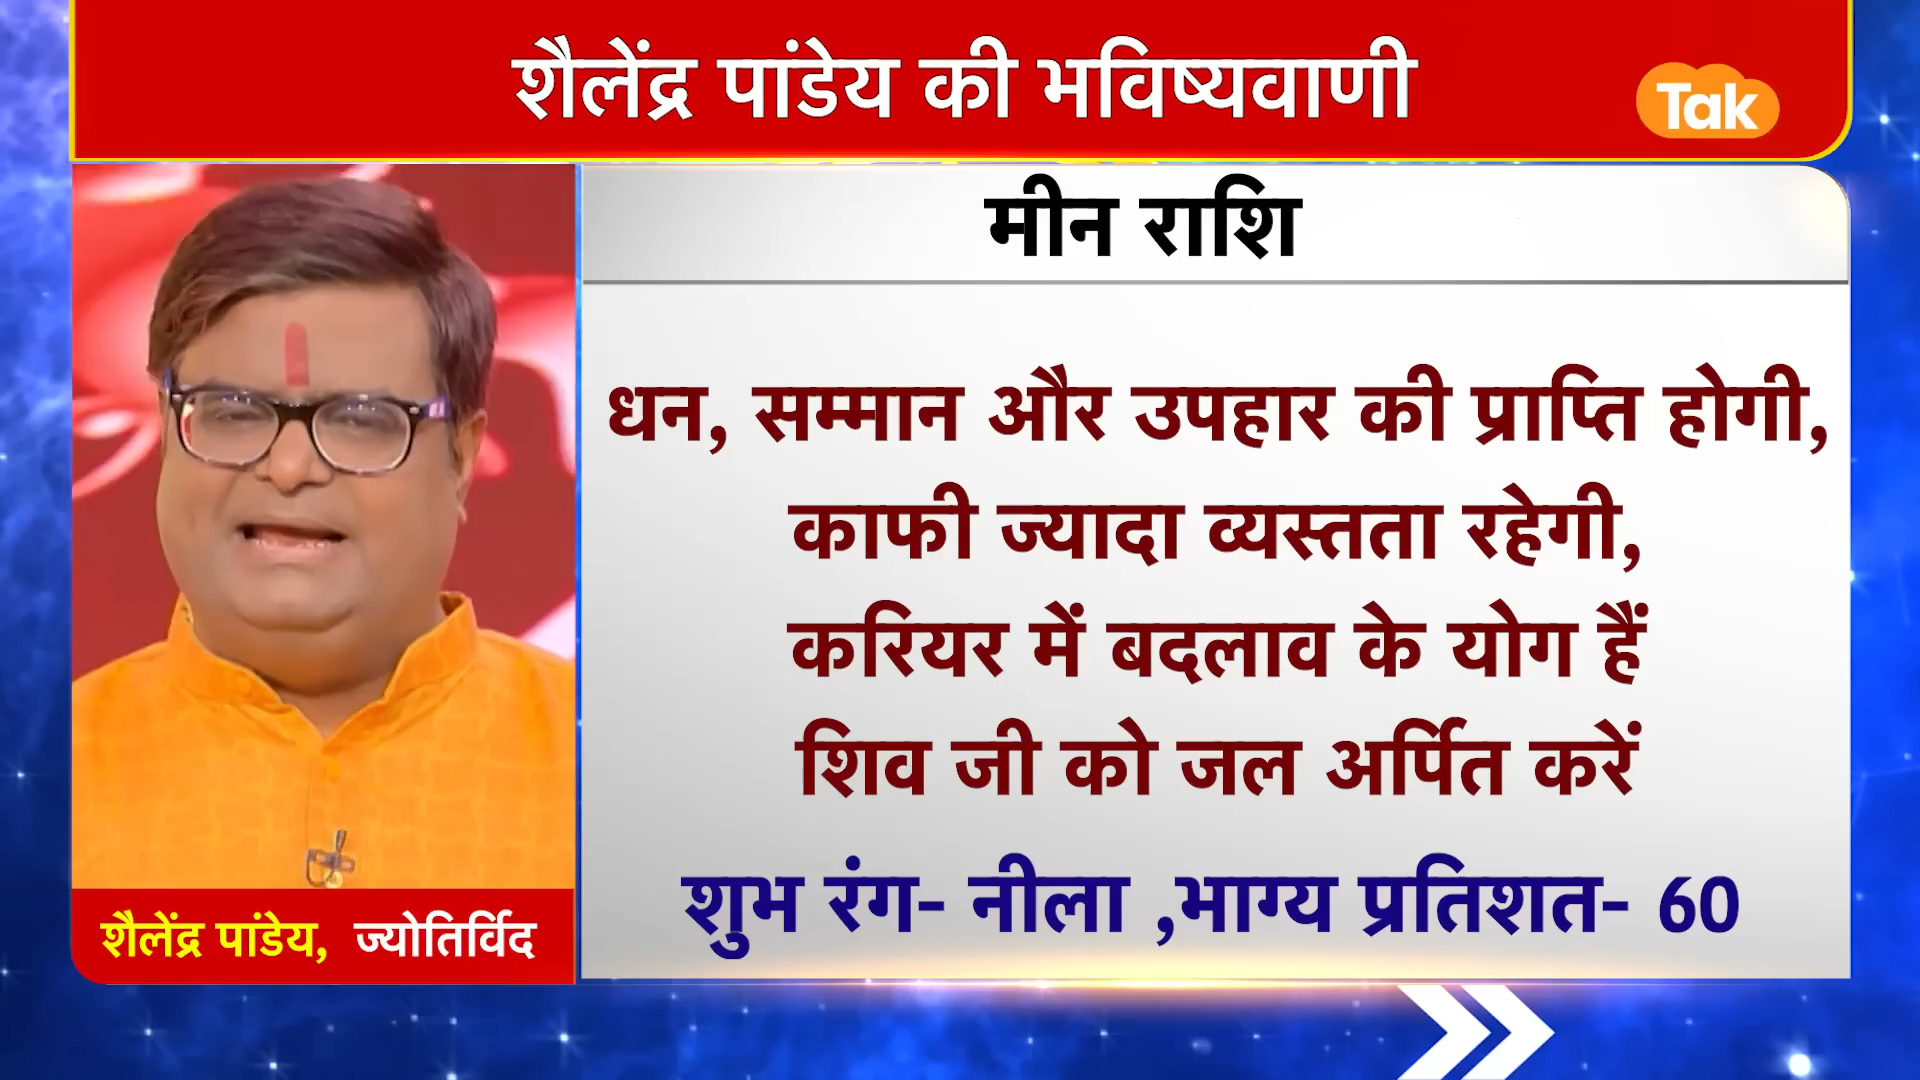 शैलेंद्र पांडेय की भविष्यवाणी
Tak
मीन राशि
धन, सम्मान और उपहार की प्राप्ति होगी,
काफी ज्यादा व्यस्तता रहेगी,
करियर में बदलाव के योग हैं
शिव जी को जल अर्पित करें
शुभ रंग- नीला ,भाग्य प्रतिशत- 60
शैलेंद्र पांडेय, ज्योतिर्विद